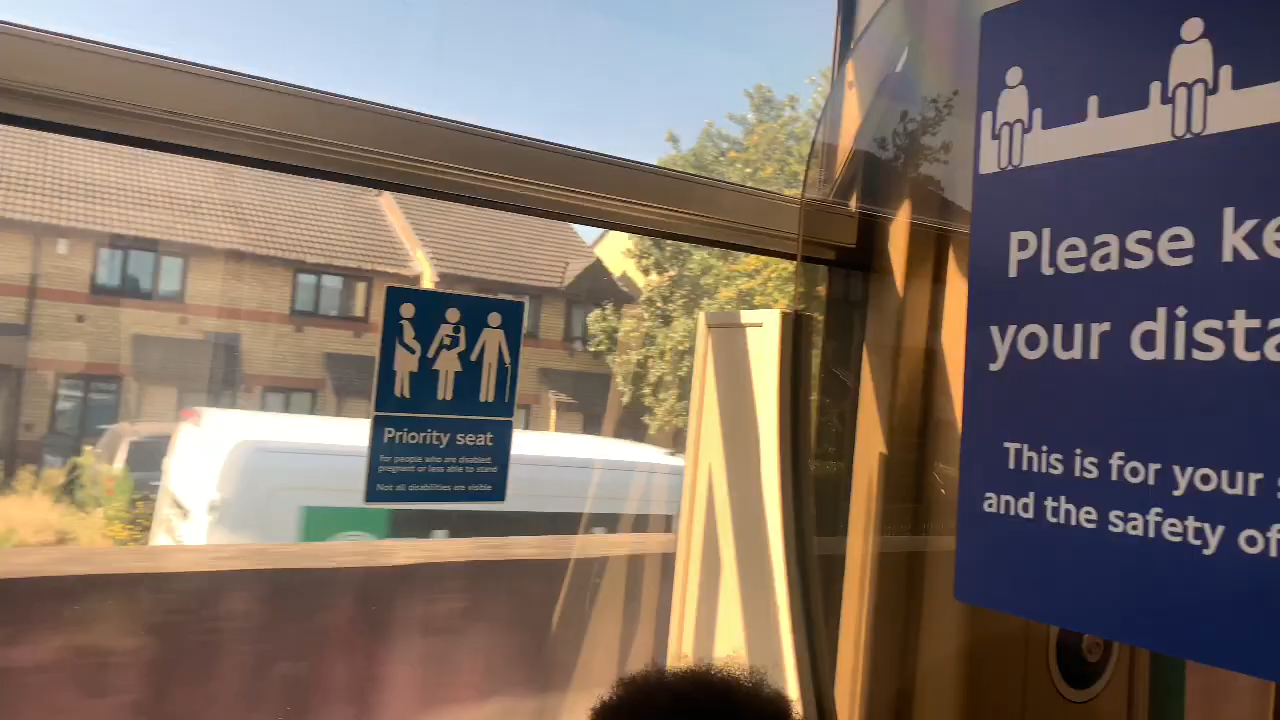 Priority seat
For people who are disabled,
pregnant or less able to stand
Not all disabilities are visible
Please ke
your dista
This is for your
and the safety of